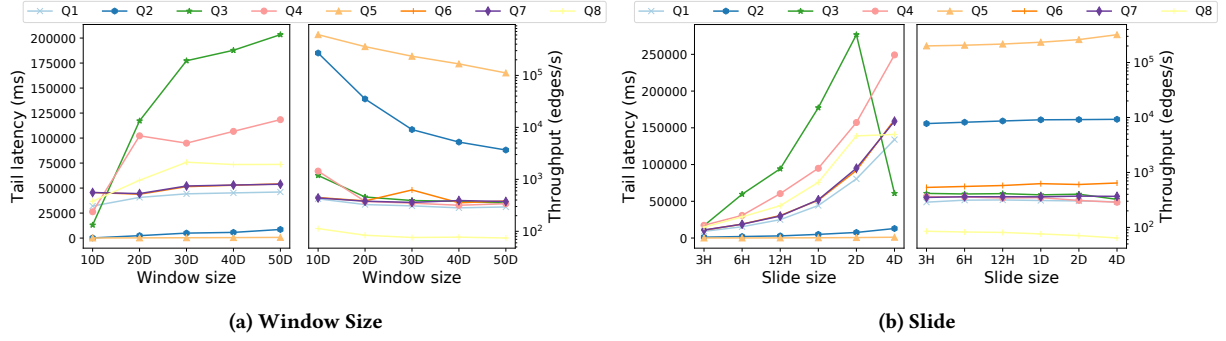 Q1 Q2 Q3 Q4 Q5 Q6 Q7 Q8
200000
175000
150000
125000
100000
75000
50000
25000
0
Tail latency (ms)
10D 20D 30D 40D 50D
Window size
10^5
10^4
10^3
10^2
Throughput (edges/s)
10D 20D 30D 40D 50D
Window size
(a) Window Size
Q1 Q2 Q3 Q4 Q5 Q6 Q7 Q8
250000
200000
150000
100000
50000
0
Tail latency (ms)
3H 6H 12H 1D 2D 4D
Slide size
10^5
10^4
10^3
10^2
Throughput (edges/s)
3H 6H 12H 1D 2D 4D
Slide size
(b) Slide